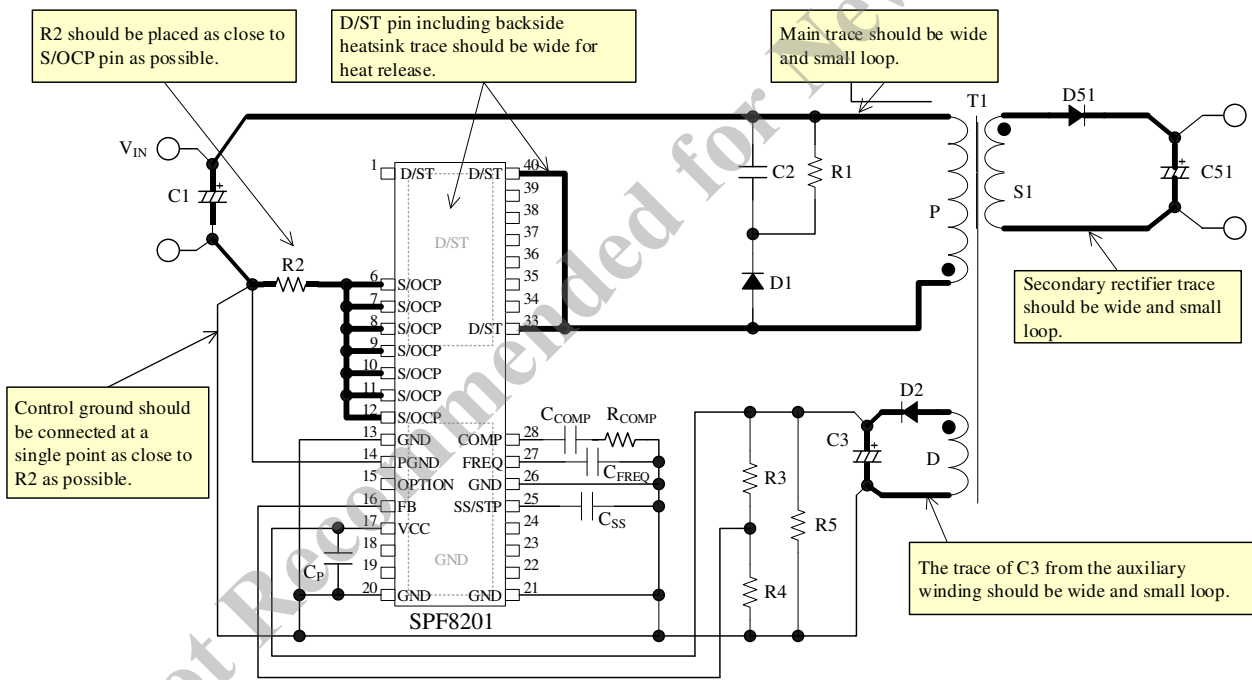 R2 should be placed as close to
S/OCP pin as possible.
D/ST pin including backside
heatsink trace should be wide for
heat release.
Main trace should be wide
and small loop.
T1
D51
VIN
C1
C2
R1
P
S1
C51
1
D/ST
D/ST
40
39
38
37
36
35
34
33
D/ST
D/ST
R2
D1
6
S/OCP
7
S/OCP
8
S/OCP
9
S/OCP
10
S/OCP
11
S/OCP
12
S/OCP
13
GND
14
PGND
15
OPTION
16
FB
17
VCC
18
19
20
GND
COMP
28
FREQ
27
GND
26
SS/STP
25
24
23
22
GND
21
GND
CCOMP
RCOMP
CFREQ
CSS
CP
SPF8201
Secondary rectifier trace
should be wide and small
loop.
Control ground should
be connected at a
single point as close to
R2 as possible.
D2
C3
D
R3
R5
R4
The trace of C3 from the auxiliary
winding should be wide and small loop.
ot Recommended for New